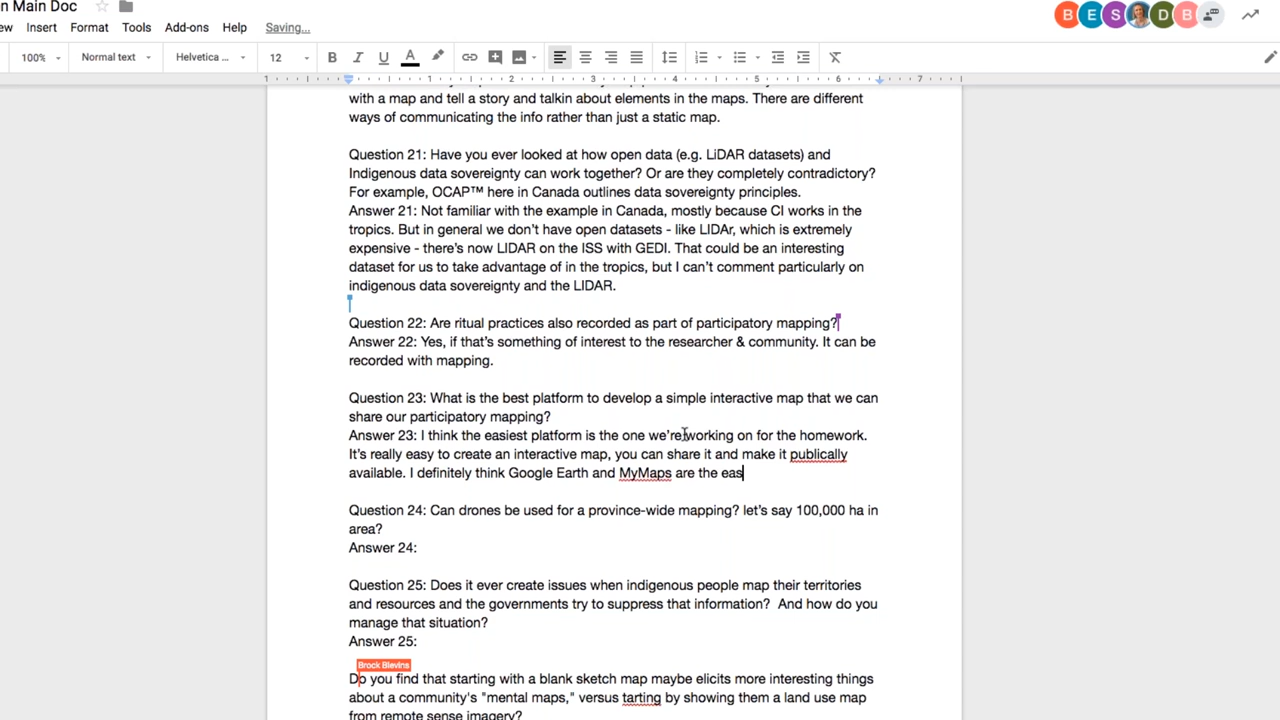 n Main Doc
ew Insert Format Tools Add-ons Help Saving...
B E S D B
100% Normal text Helvetica ... 12 B I U A
1 1 2 3 4 5 6 7
with a map and tell a story and talkin about elements in the maps. There are different
ways of communicating the info rather than just a static map.
Question 21: Have you ever looked at how open data (e.g. LiDAR datasets) and
Indigenous data sovereignty can work together? Or are they completely contradictory?
For example, OCAP™ here in Canada outlines data sovereignty principles.
Answer 21: Not familiar with the example in Canada, mostly because CI works in the
tropics. But in general we don't have open datasets - like LIDAr, which is extremely
expensive - there's now LIDAR on the ISS with GEDI. That could be an interesting
dataset for us to take advantage of in the tropics, but I can't comment particularly on
indigenous data sovereignty and the LIDAR.
Question 22: Are ritual practices also recorded as part of participatory mapping?
Answer 22: Yes, if that's something of interest to the researcher & community. It can be
recorded with mapping.
Question 23: What is the best platform to develop a simple interactive map that we can
share our participatory mapping?
Answer 23: I think the easiest platform is the one we're working on for the homework.
It's really easy to create an interactive map, you can share it and make it publically
available. I definitely think Google Earth and MyMaps are the eas
Question 24: Can drones be used for a province-wide mapping? let's say 100,000 ha in
area?
Answer 24:
Question 25: Does it ever create issues when indigenous people map their territories
and resources and the governments try to suppress that information?  And how do you
manage that situation?
Answer 25:
Brock Blevins
Do you find that starting with a blank sketch map maybe elicits more interesting things
about a community's "mental maps," versus tarting by showing them a land use map
from remote sense imagery?